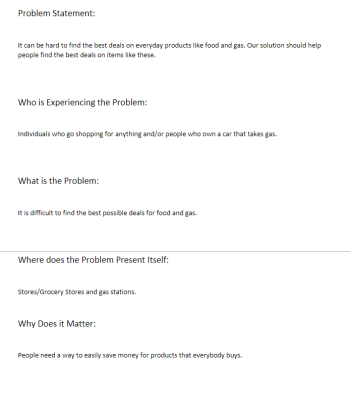 Problem Statement:
It can be hard to find the best deals on everyday products like food and gas. Our solution should help
people find the best deals on items like these.
Who is Experiencing the Problem:
Individuals who go shopping for anything and/or people who own a car that takes gas.
What is the Problem:
It is difficult to find the best possible deals for food and gas.
Where does the Problem Present Itself:
Stores/Grocery Stores and gas stations.
Why Does it Matter:
People need a way to easily save money for products that everybody buys.